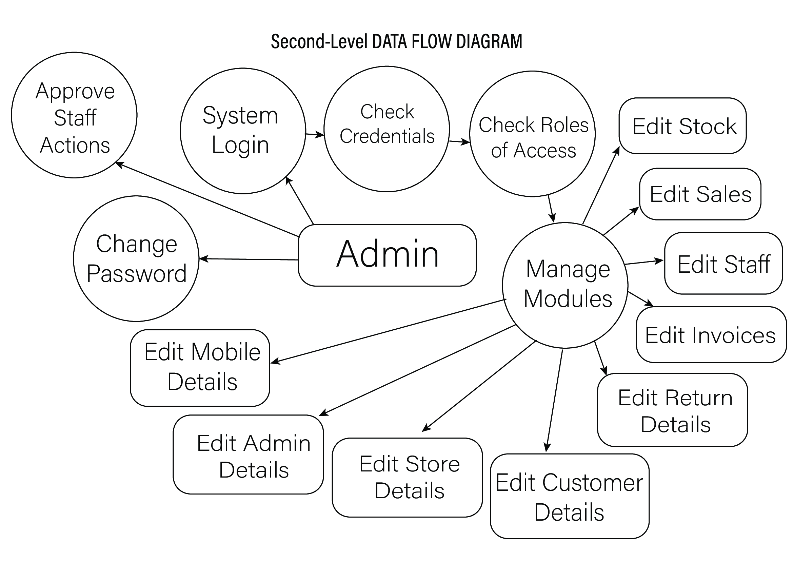 Second-Level DATA FLOW DIAGRAM
Approve
Staff
Actions
System
Login
Check
Credentials
Check Roles
of Access
Edit Stock
Edit Sales
Change
Password
Admin
Manage
Modules
Edit Staff
Edit Invoices
Edit Mobile
Details
Edit Return
Details
Edit Admin
Details
Edit Store
Details
Edit Customer
Details